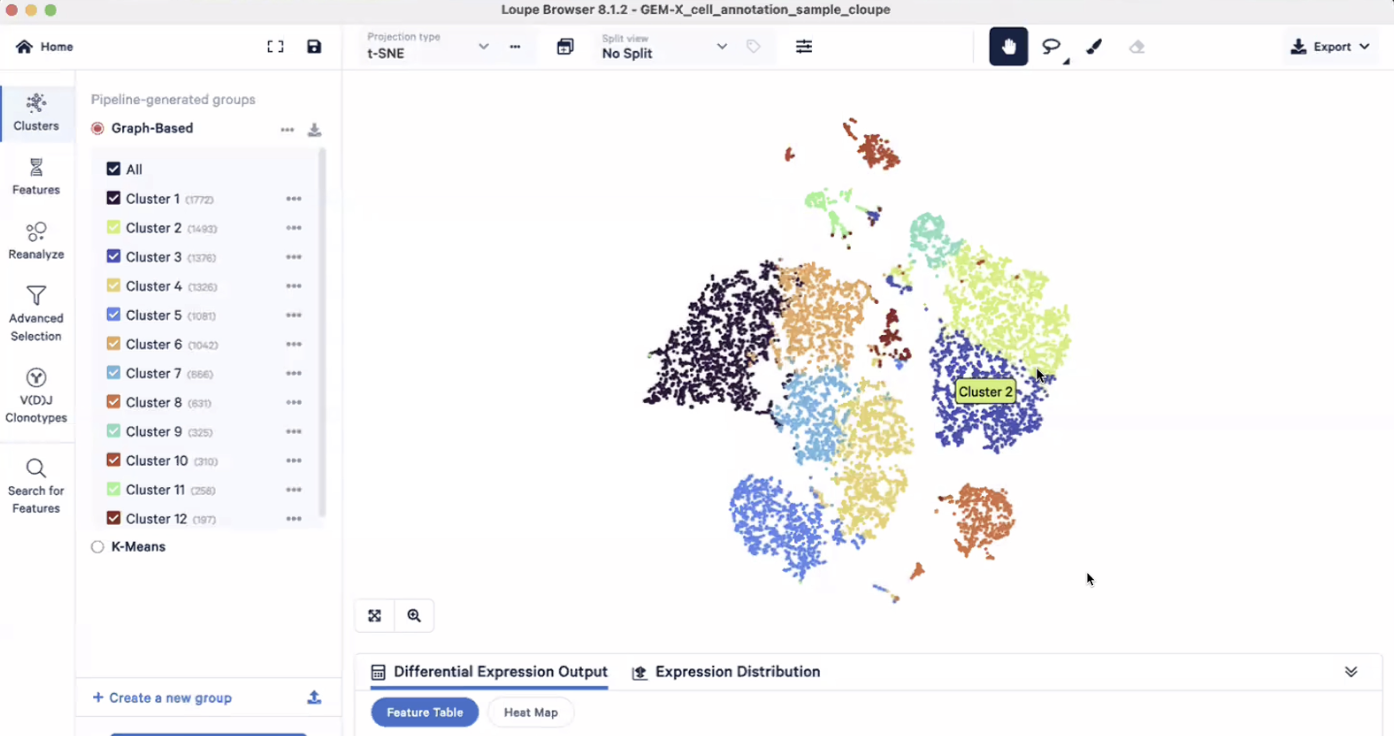 Loupe Browser 8.1.2 - GEM-X_cell_annotation_sample_cloupe
Home
Projection type
t-SNE
Split view
No Split
Export
Clusters
Features
Reanalyze
Advanced
Selection
V(D)J
Clonotypes
Search for
Features
Pipeline-generated groups
Graph-Based
All
Cluster 1 (1772)
Cluster 2 (1493)
Cluster 3 (1376)
Cluster 4 (1326)
Cluster 5 (1081)
Cluster 6 (1042)
Cluster 7 (666)
Cluster 8 (631)
Cluster 9 (325)
Cluster 10 (310)
Cluster 11 (258)
Cluster 12 (197)
K-Means
+ Create a new group
Cluster 2
Differential Expression Output
Expression Distribution
Feature Table
Heat Map